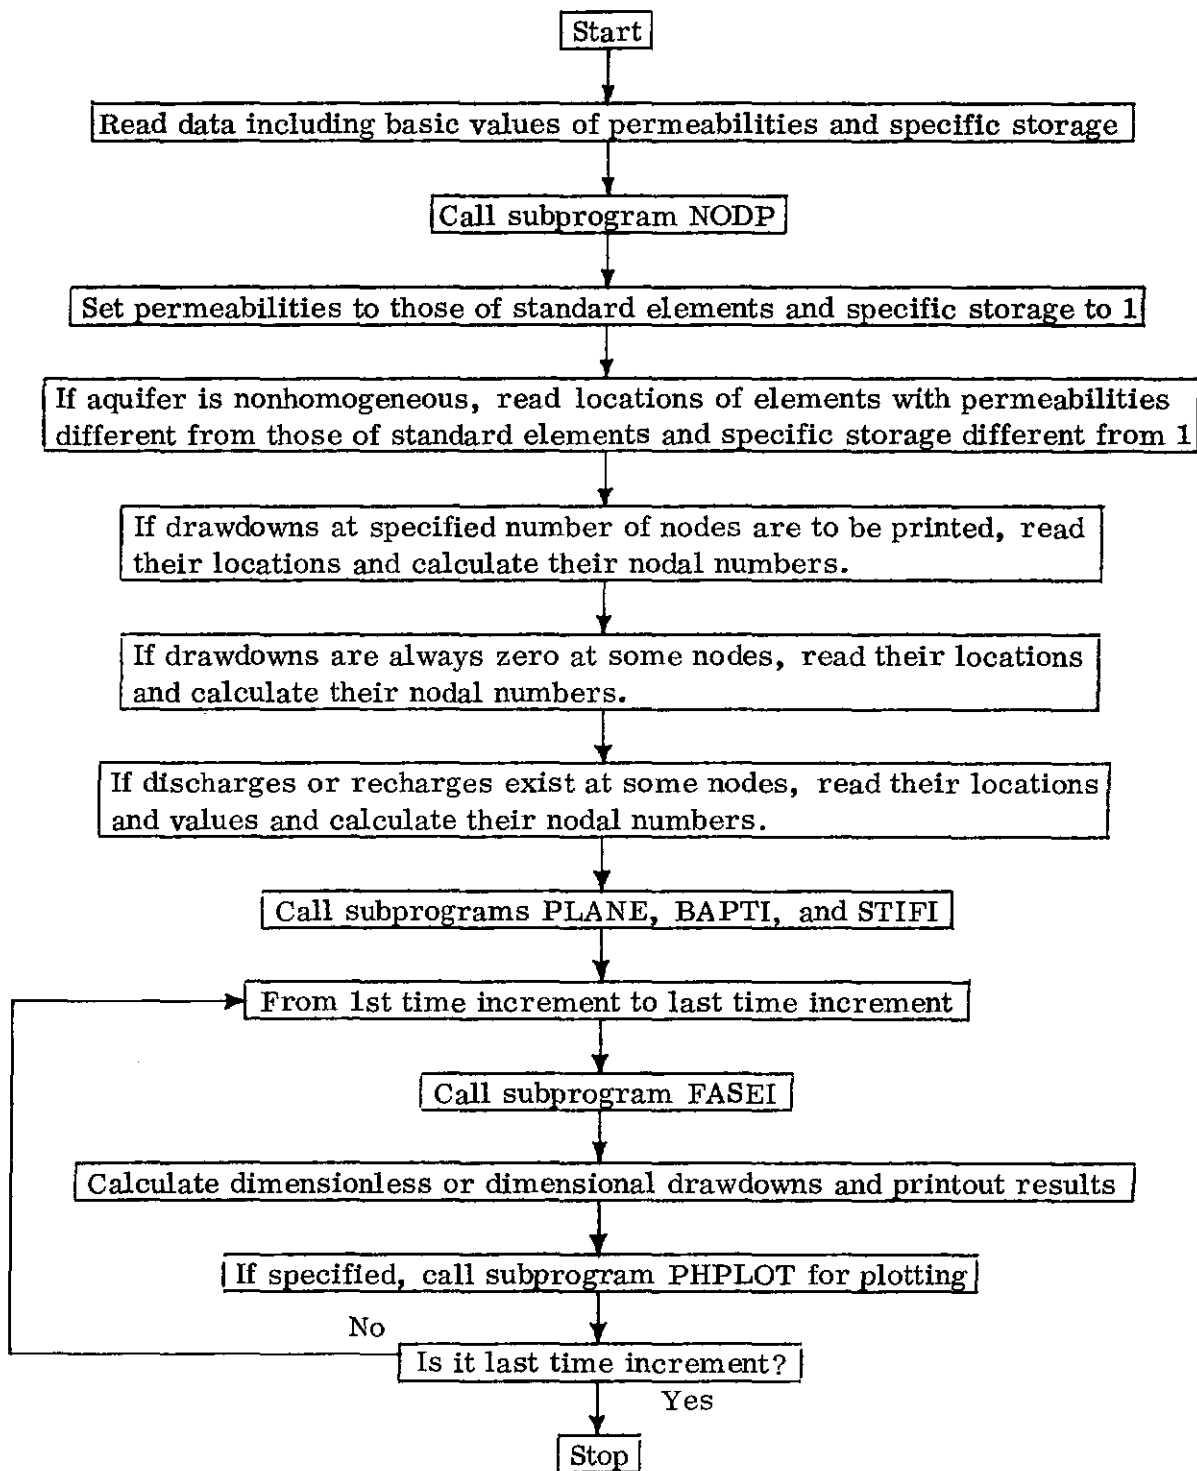 Start
Read data including basic values of permeabilities and specific storage
Call subprogram NODP
Set permeabilities to those of standard elements and specific storage to 1
If aquifer is nonhomogeneous, read locations of elements with permeabilities
different from those of standard elements and specific storage different from 1
If drawdowns at specified number of nodes are to be printed, read
their locations and calculate their nodal numbers.
If drawdowns are always zero at some nodes, read their locations
and calculate their nodal numbers.
If discharges or recharges exist at some nodes, read their locations
and values and calculate their nodal numbers.
Call subprograms PLANE, BAPTI, and STIFI
From 1st time increment to last time increment
Call subprogram FASEI
Calculate dimensionless or dimensional drawdowns and printout results
If specified, call subprogram PHPLOT for plotting
No
Is it last time increment?
Yes
Stop